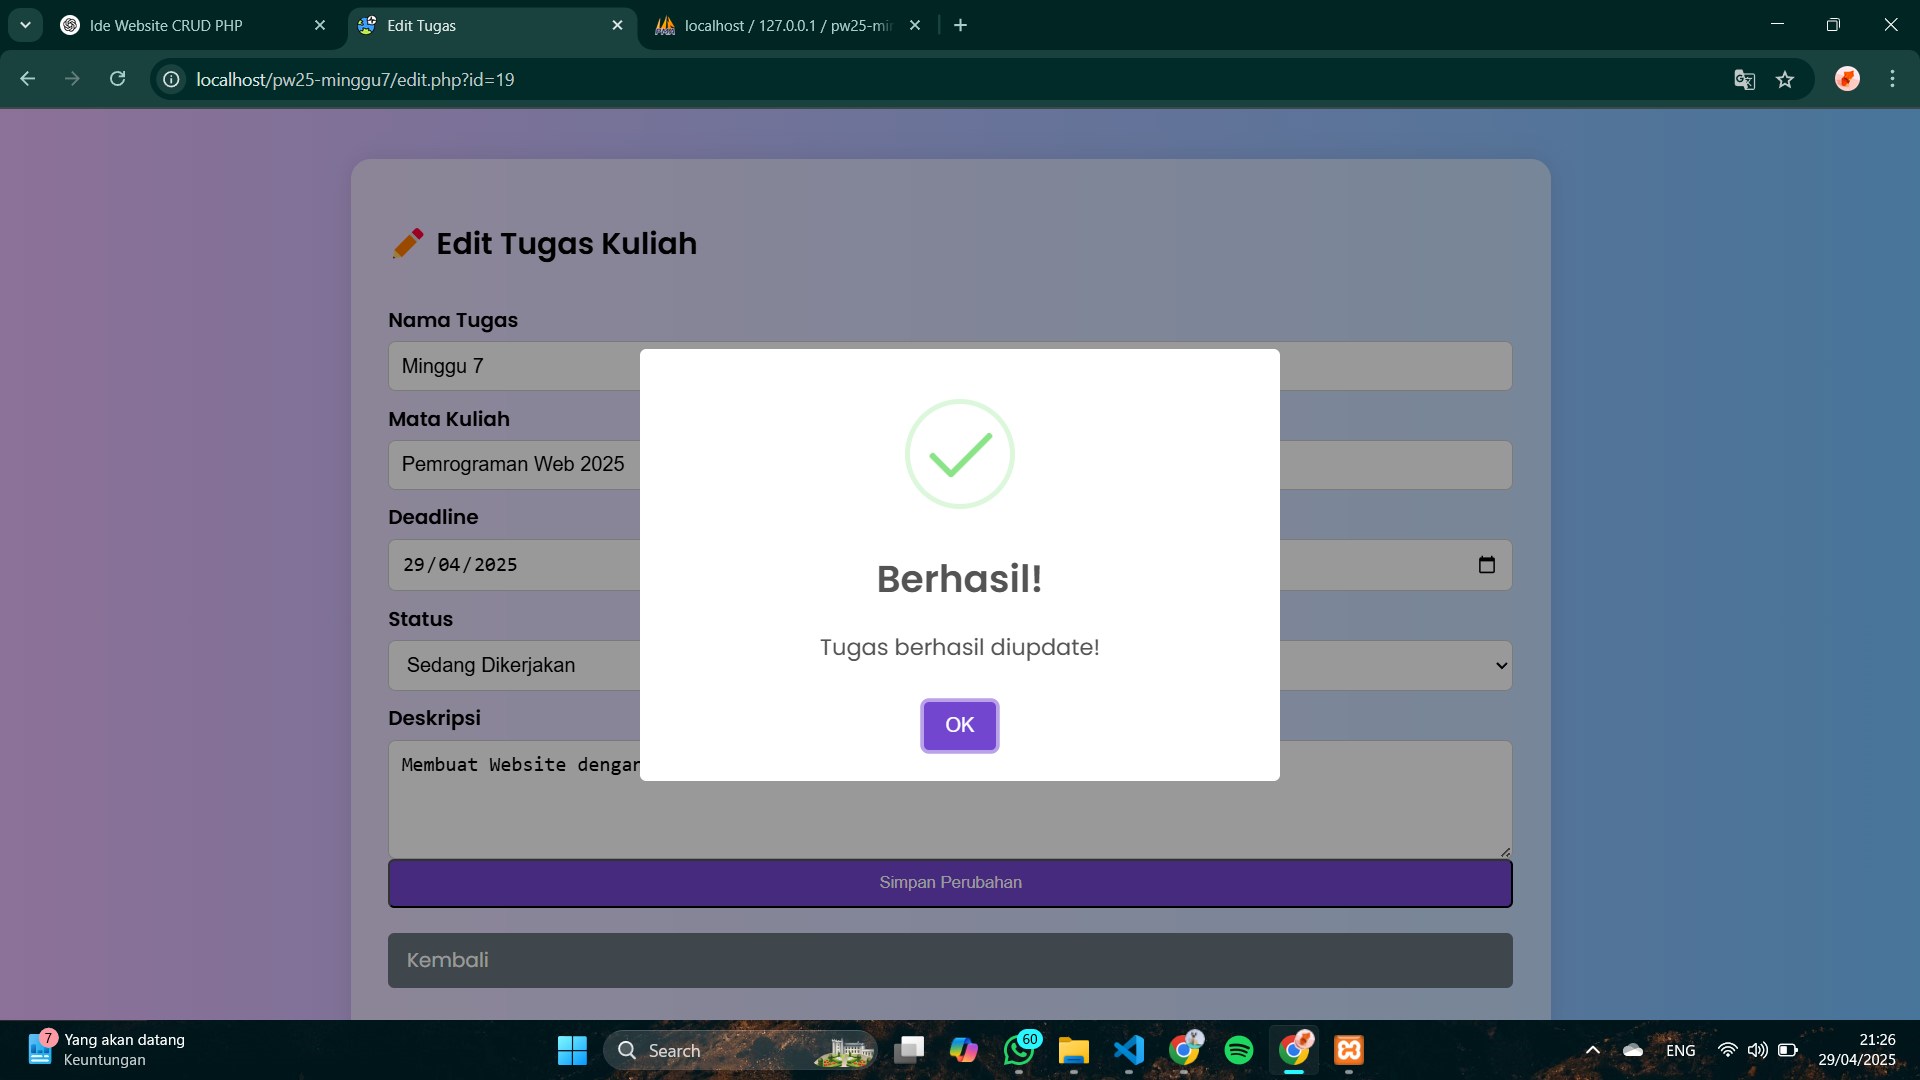 Ide Website CRUD PHP
Edit Tugas
localhost / 127.0.0.1 / pw25-min
localhost/pw25-minggu7/edit.php?id=19
Edit Tugas Kuliah
Nama Tugas
Minggu 7
Mata Kuliah
Pemrograman Web 2025
Deadline
29/04/2025
Status
Sedang Dikerjakan
Deskripsi
Membuat Website dengan
Berhasil!
Tugas berhasil diupdate!
OK
Simpan Perubahan
Kembali
7
Yang akan datang
Keuntungan
Search
60
ENG
21:26
29/04/2025